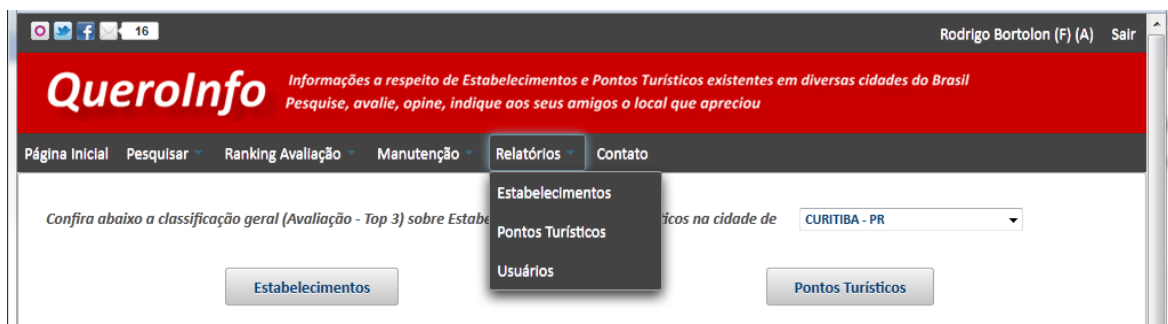 16
Rodrigo Bortolon (F) (A) Sair
QueroInfo
Informações a respeito de Estabelecimentos e Pontos Turísticos existentes em diversas cidades do Brasil
Pesquise, avalie, opine, indique aos seus amigos o local que apreciou
Página Inicial Pesquisar Ranking Avaliação Manutenção Relatórios Contato
Estabelecimentos
Pontos Turísticos
Usuários
Confira abaixo a classificação geral (Avaliação - Top 3) sobre na cidade de CURITIBA - PR
Estabelecimentos Pontos Turísticos